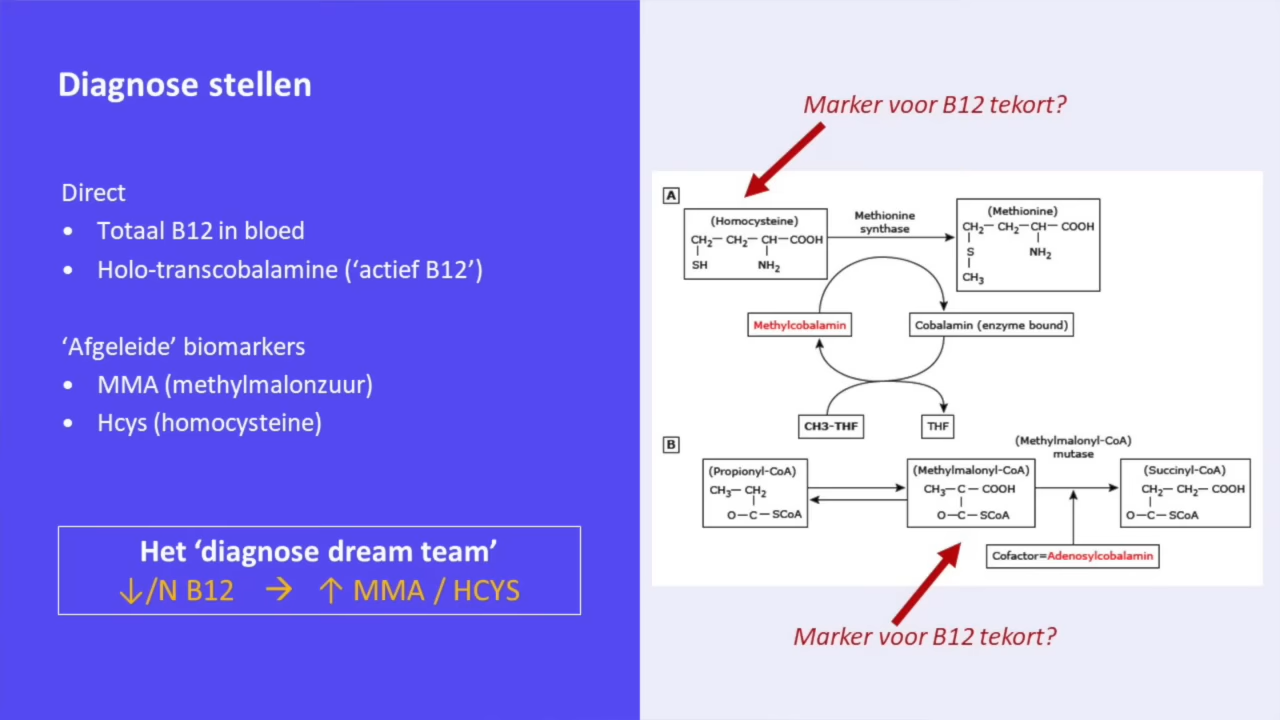 Diagnose stellen
Direct
• Totaal B12 in bloed
• Holo-transcobalamine (‘actief B12’)
‘Afgeleide’ biomarkers
• MMA (methylmalonzuur)
• Hcys (homocysteine)
Het ‘diagnose dream team’
↓/N B12 → ↑ MMA / HCYS
Marker voor B12 tekort?
A
(Homocysteine)
CH₂— CH₂— CH—COOH
SH NH₂
Methionine
synthase
(Methionine)
CH₂— CH₂—CH— COOH
S NH₂
CH₃
Methylcobalamin
Cobalamin (enzyme bound)
CH3-THF
THF
B
(Propionyl-CoA)
CH₃— CH₂
O—C—SCoA
(Methylmalonyl-CoA)
CH₃—C— COOH
O—C—SCoA
(Methylmalonyl-CoA)
mutase
(Succinyl-CoA)
CH₂— CH₂—COOH
O—C—SCoA
Cofactor=Adenosylcobalamin
Marker voor B12 tekort?